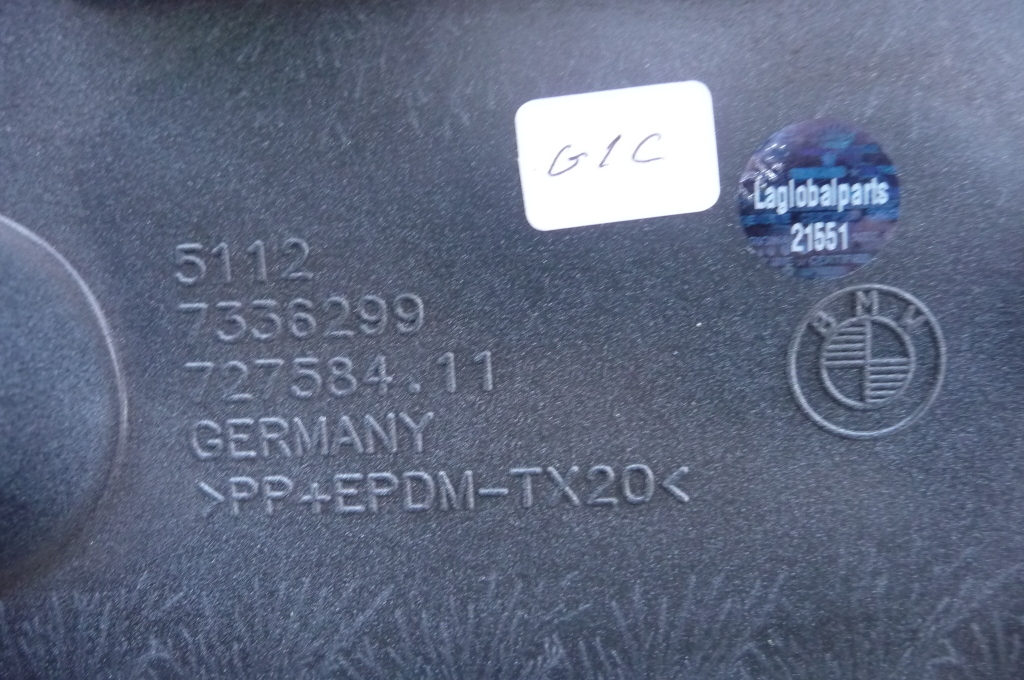 G1C
Laglobalparts
21551
BMW
5112
7336299
727584.11
GERMANY
>PP+EPDM-TX20<